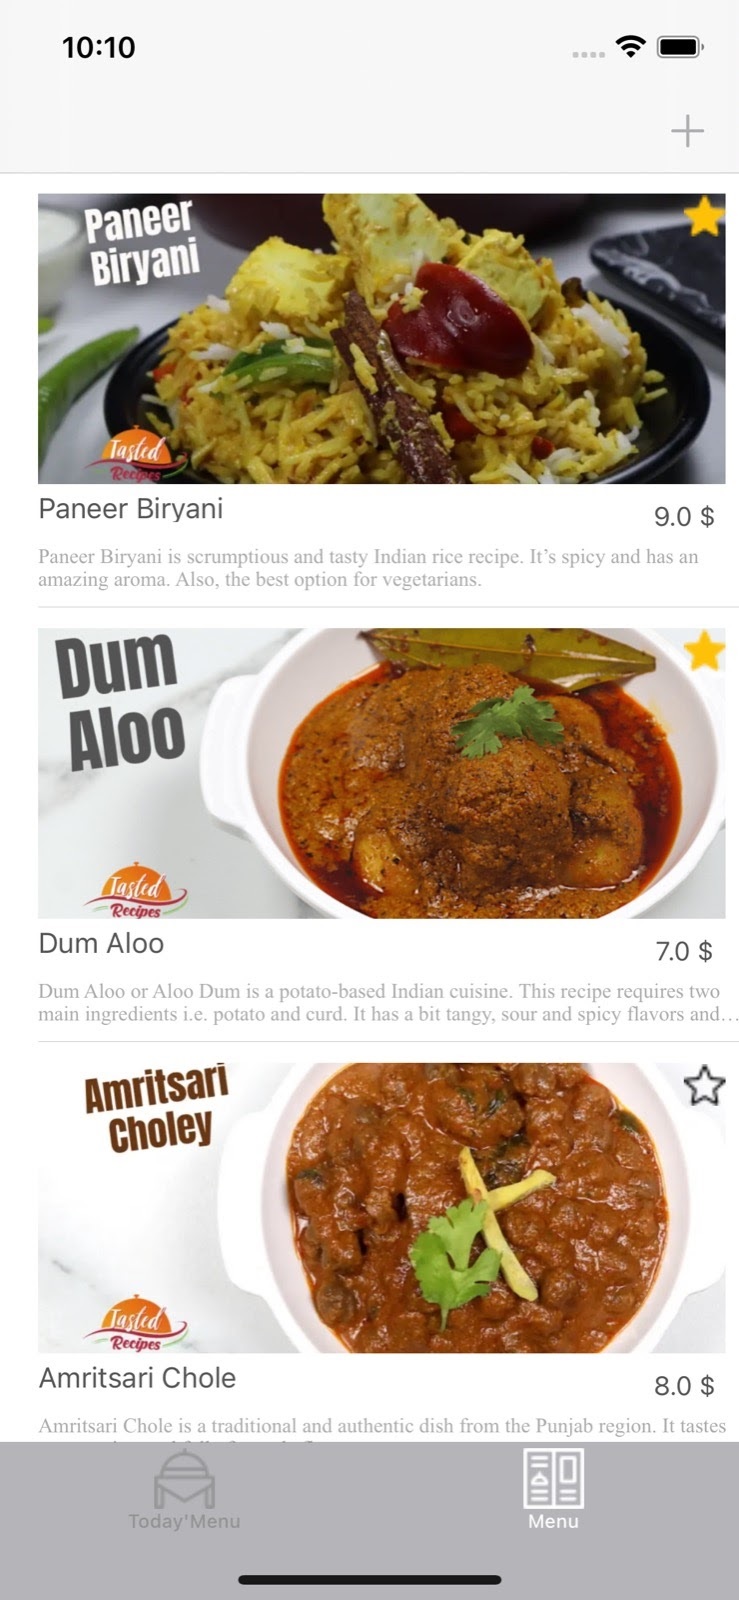 10:10
Paneer
Biryani
Tasted
Recipes
Paneer Biryani
9.0 $
Paneer Biryani is scrumptious and tasty Indian rice recipe. It’s spicy and has an
amazing aroma. Also, the best option for vegetarians.
Dum
Aloo
Tasted
Recipes
Dum Aloo
7.0 $
Dum Aloo or Aloo Dum is a potato-based Indian cuisine. This recipe requires two
main ingredients i.e. potato and curd. It has a bit tangy, sour and spicy flavors and…
Amritsari
Choley
Tasted
Recipes
Amritsari Chole
8.0 $
Amritsari Chole is a traditional and authentic dish from the Punjab region. It tastes
Today'Menu
Menu